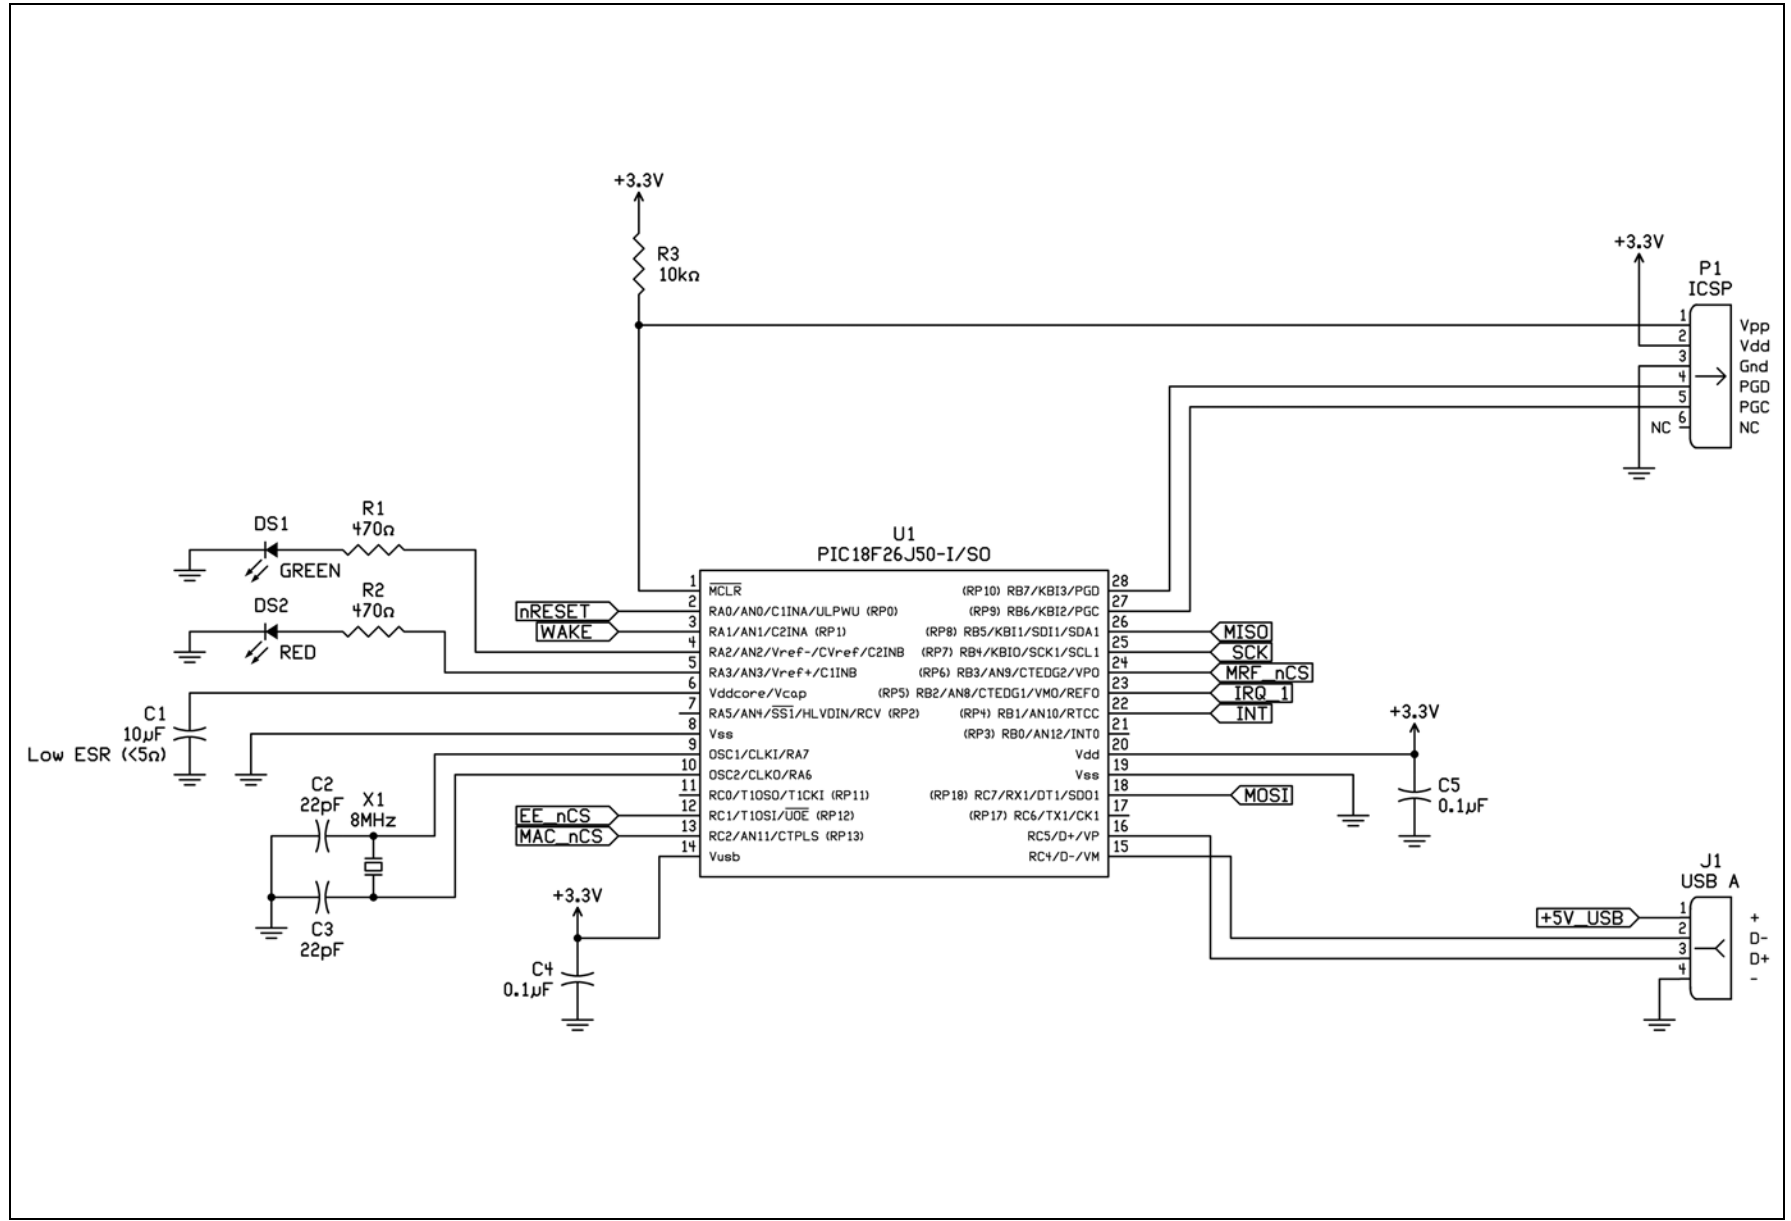 +3.3V
R3
10kΩ
+3.3V
P1
ICSP
1 Vpp
2 Vdd
3 Gnd
4 PGD
5 PGC
NC 6 NC
DS1
R1
470Ω
GREEN
DS2
R2
470Ω
RED
C1
10µF
Low ESR (<5Ω)
C2
22pF
X1
8MHz
C3
22pF
U1
PIC18F26J50-I/SO
nRESET
WAKE
EE_nCS
MAC_nCS
1 MCLR
2 RA0/AN0/C1INA/ULPWU (RP0)
3 RA1/AN1/C2INA (RP1)
4 RA2/AN2/Vref-/CVref/C2INB
5 RA3/AN3/Vref+/C1INB
6 Vddcore/Vcap
7 RA5/AN4/SS1/HLVDIN/RCV (RP2)
8 Vss
9 OSC1/CLKI/RA7
10 OSC2/CLKO/RA6
11 RC0/T1OSO/T1CKI (RP11)
12 RC1/T1OSI/UOE (RP12)
13 RC2/AN11/CTPLS (RP13)
14 Vusb
(RP10) RB7/KBI3/PGD 28
(RP9) RB6/KBI2/PGC 27
(RP8) RB5/KBI1/SDI1/SDA1 26
(RP7) RB4/KBI0/SCK1/SCL1 25
(RP6) RB3/AN9/CTEDG2/VPO 24
(RP5) RB2/AN8/CTEDG1/VMO/REFO 23
(RP4) RB1/AN10/RTCC 22
(RP3) RB0/AN12/INT0 21
Vdd 20
Vss 19
(RP18) RC7/RX1/DT1/SDO1 18
(RP17) RC6/TX1/CK1 17
RC5/D+/VP 16
RC4/D-/VM 15
MISO
SCK
MRF_nCS
IRQ_1
INT
MOSI
+3.3V
C5
0.1µF
+3.3V
C4
0.1µF
J1
USB A
+5V_USB
1 +
2 D-
3 D+
4 -